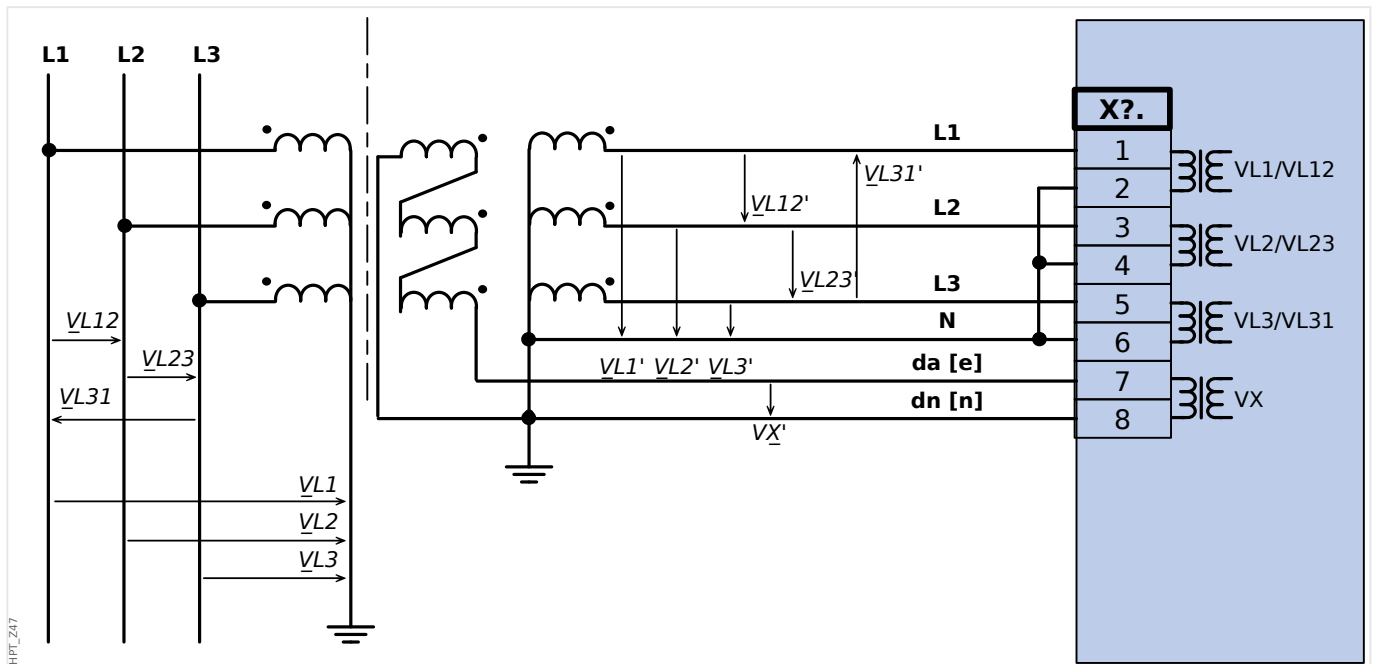 L1
L2
L3
VL12
VL23
VL31
VL1
VL2
VL3
L1
L2
L3
N
da [e]
dn [n]
VL31'
VL12'
VL23'
VL1' VL2' VL3'
VX'
X?.
1
2
3
4
5
6
7
8
VL1/VL12
VL2/VL23
VL3/VL31
VX
HPT_Z47